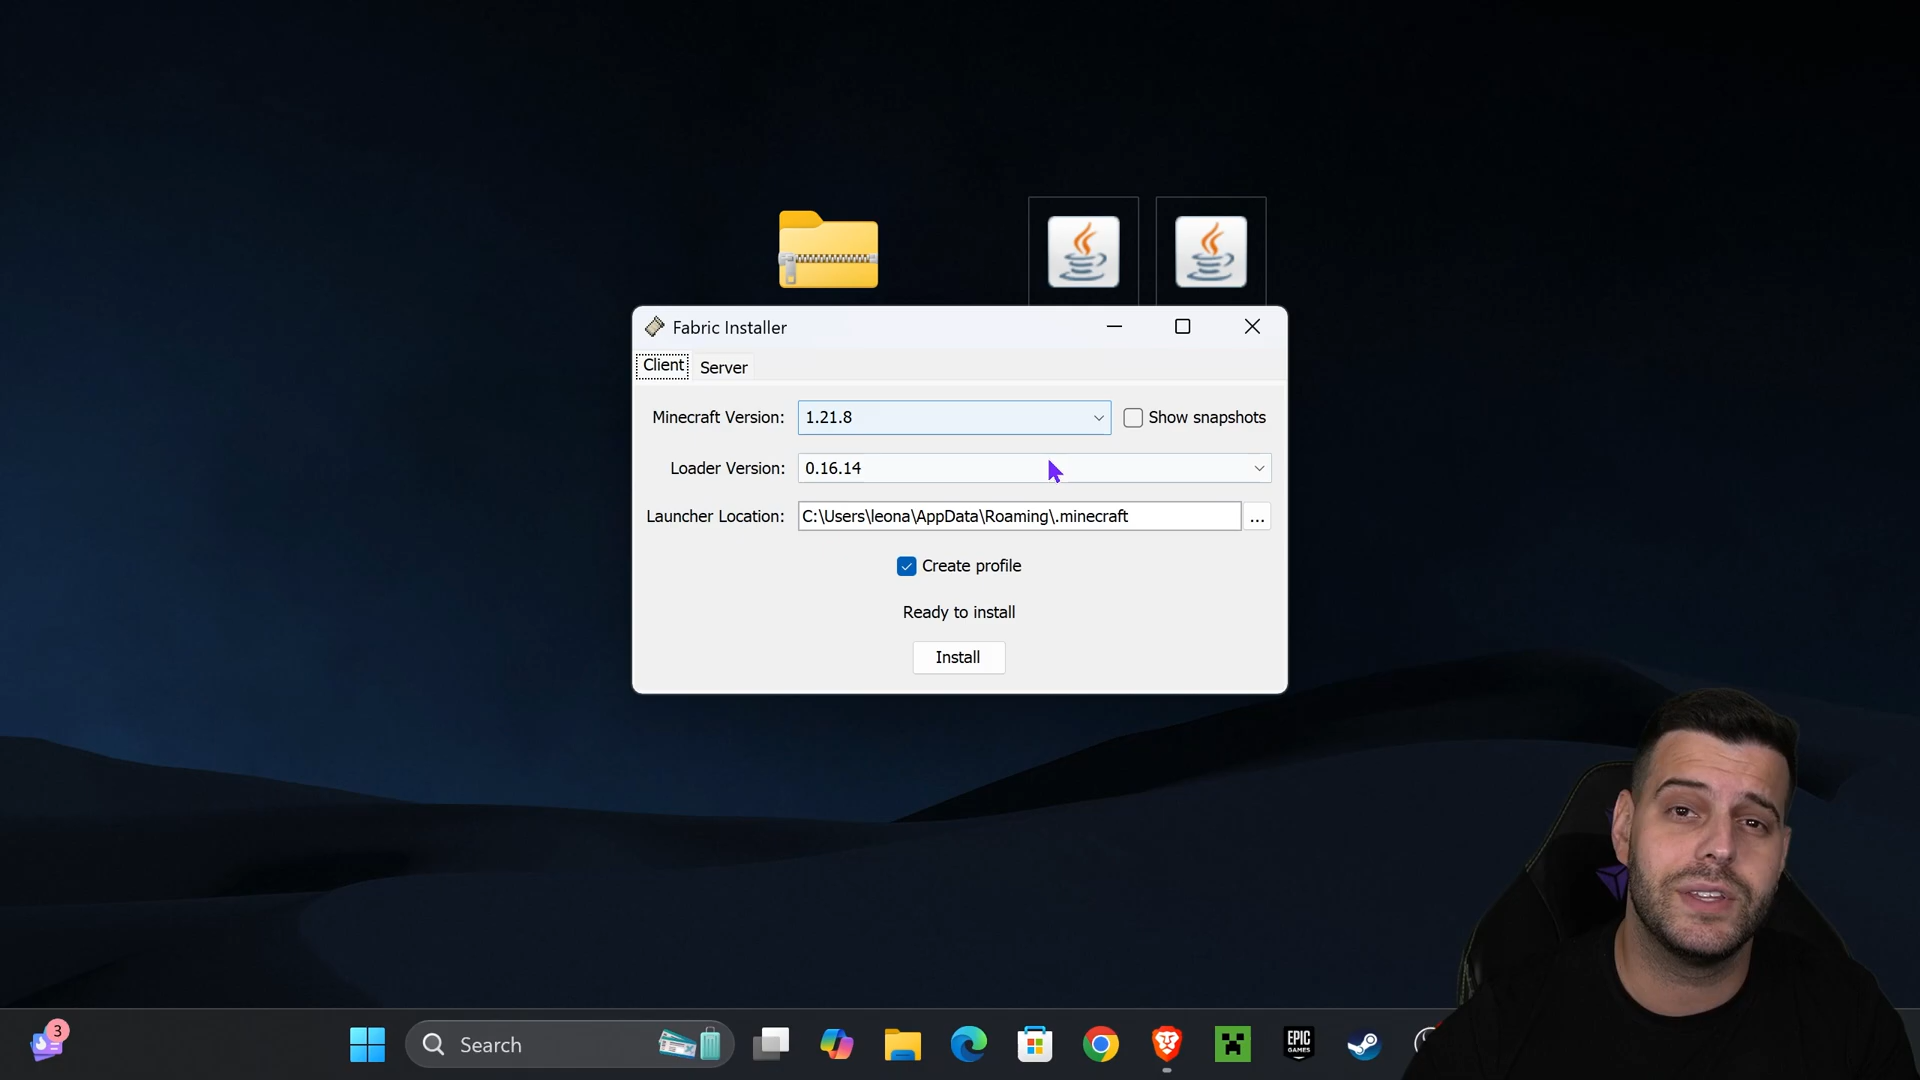 Fabric Installer
Client
Server
Minecraft Version:
1.21.8
Show snapshots
Loader Version:
0.16.14
Launcher Location:
C:\Users\leona\AppData\Roaming\.minecraft
...
Create profile
Ready to install
Install
3
Search
EPIC
GAMES